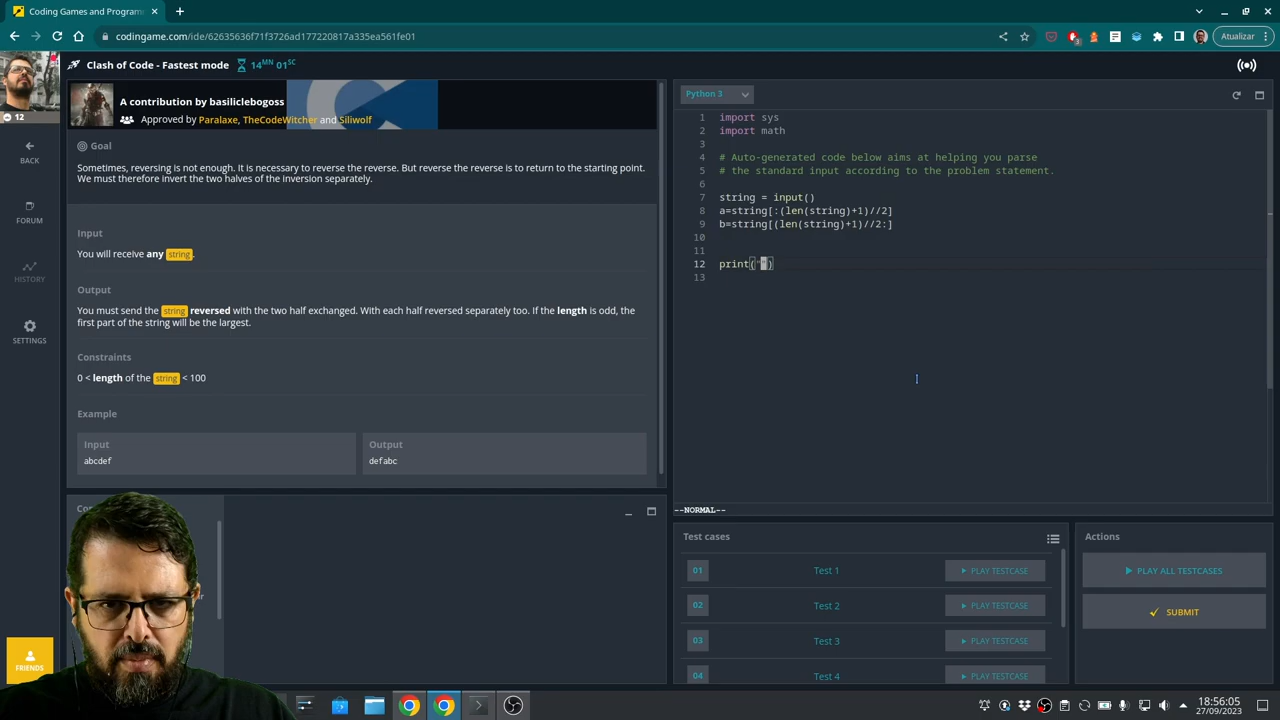 Coding Games and Programm
codingame.com/ide/62635636f71f3726ad177220817a335ea561fe01
Atualizar
12
BACK
FORUM
HISTORY
SETTINGS
FRIENDS
Clash of Code - Fastest mode
14MN 01SC
A contribution by basiliclebogoss
Approved by Paralaxe, TheCodeWitcher and Siliwolf
Goal
Sometimes, reversing is not enough. It is necessary to reverse the reverse. But reverse the reverse is to return to the starting point.
We must therefore invert the two halves of the inversion separately.
Input
You will receive any string.
Output
You must send the string reversed with the two half exchanged. With each half reversed separately too. If the length is odd, the
first part of the string will be the largest.
Constraints
0 < length of the string < 100
Example
Input
abcdef
Output
defabc
Python 3
1 import sys
2 import math
3
4 # Auto-generated code below aims at helping you parse
5 # the standard input according to the problem statement.
6
7 string = input()
8 a=string[:(len(string)+1)//2]
9 b=string[(len(string)+1)//2:]
10
11
12 print("")
13
--NORMAL--
Test cases
01 Test 1 PLAY TESTCASE
02 Test 2 PLAY TESTCASE
03 Test 3 PLAY TESTCASE
04 Test 4 PLAY TESTCASE
Actions
PLAY ALL TESTCASES
SUBMIT
18:56:05
27/09/2023